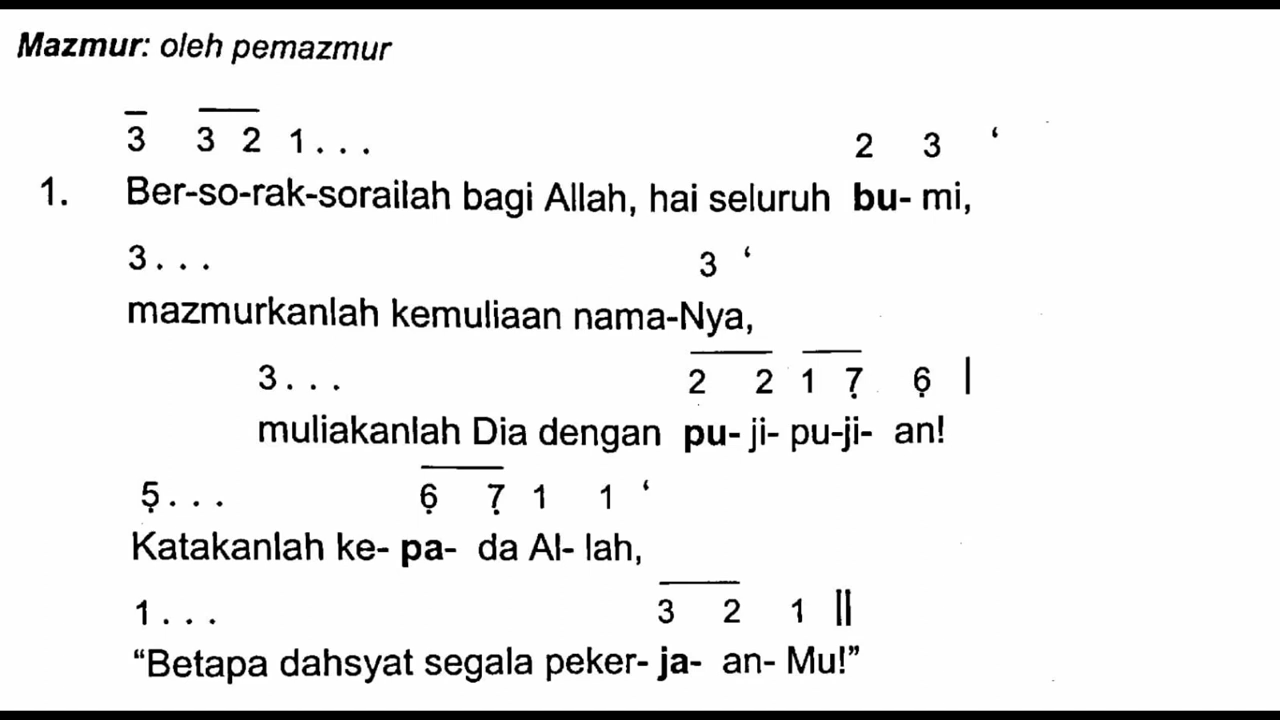 Mazmur: oleh pemazmur
3 3 2 1 . . . 2 3 ‘
1. Ber-so-rak-sorailah bagi Allah, hai seluruh bu- mi,
3 . . . 3 ‘
mazmurkanlah kemuliaan nama-Nya,
3 . . . 2 2 1 7̣ 6̣ |
muliakanlah Dia dengan pu- ji- pu-ji- an!
5̣ . . . 6̣ 7̣ 1 1 ‘
Katakanlah ke- pa- da Al- lah,
1 . . . 3 2 1 ||
“Betapa dahsyat segala peker- ja- an- Mu!”